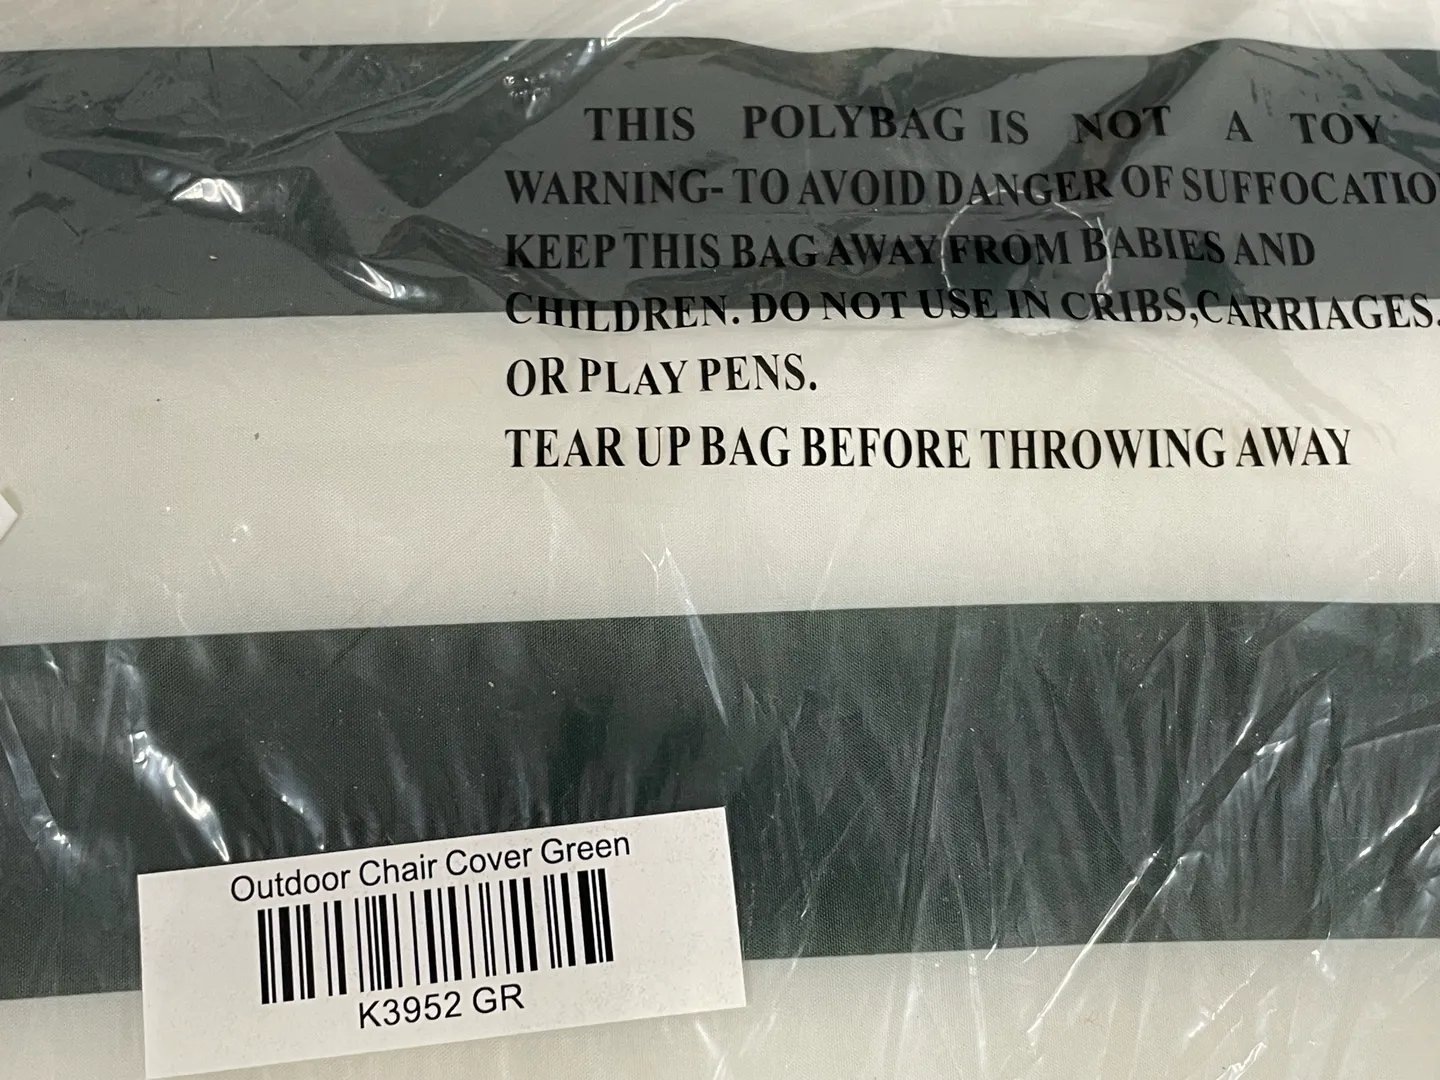 THIS POLYBAG IS NOT A TOY
WARNING- TO AVOID DANGER OF SUFFOCATIO
KEEP THIS BAG AWAY FROM BABIES AND
CHILDREN. DO NOT USE IN CRIBS,CARRIAGES.
OR PLAY PENS.
TEAR UP BAG BEFORE THROWING AWAY
Outdoor Chair Cover Green
K3952 GR